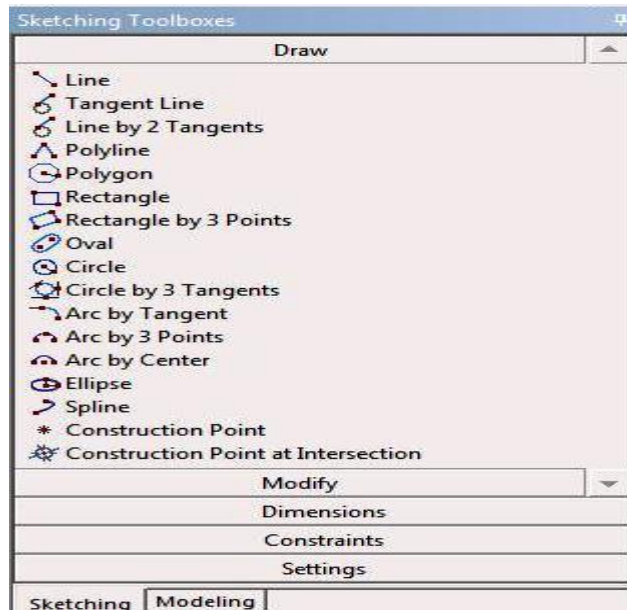 Sketching Toolboxes
Draw
Line
Tangent Line
Line by 2 Tangents
Polyline
Polygon
Rectangle
Rectangle by 3 Points
Oval
Circle
Circle by 3 Tangents
Arc by Tangent
Arc by 3 Points
Arc by Center
Ellipse
Spline
Construction Point
Construction Point at Intersection
Modify
Dimensions
Constraints
Settings
Sketching Modeling